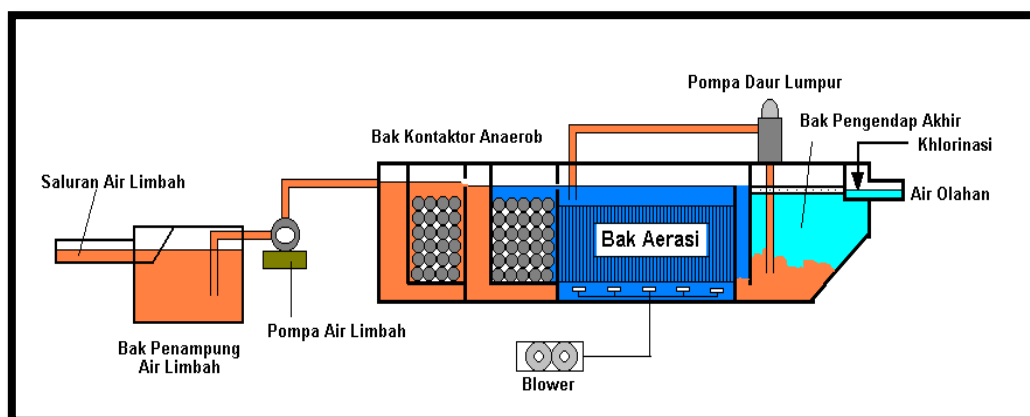 Pompa Daur Lumpur
Bak Pengendap Akhir
Bak Kontaktor Anaerob
Khlorinasi
Saluran Air Limbah
Air Olahan
Bak Aerasi
Pompa Air Limbah
Bak Penampung
Air Limbah
Blower